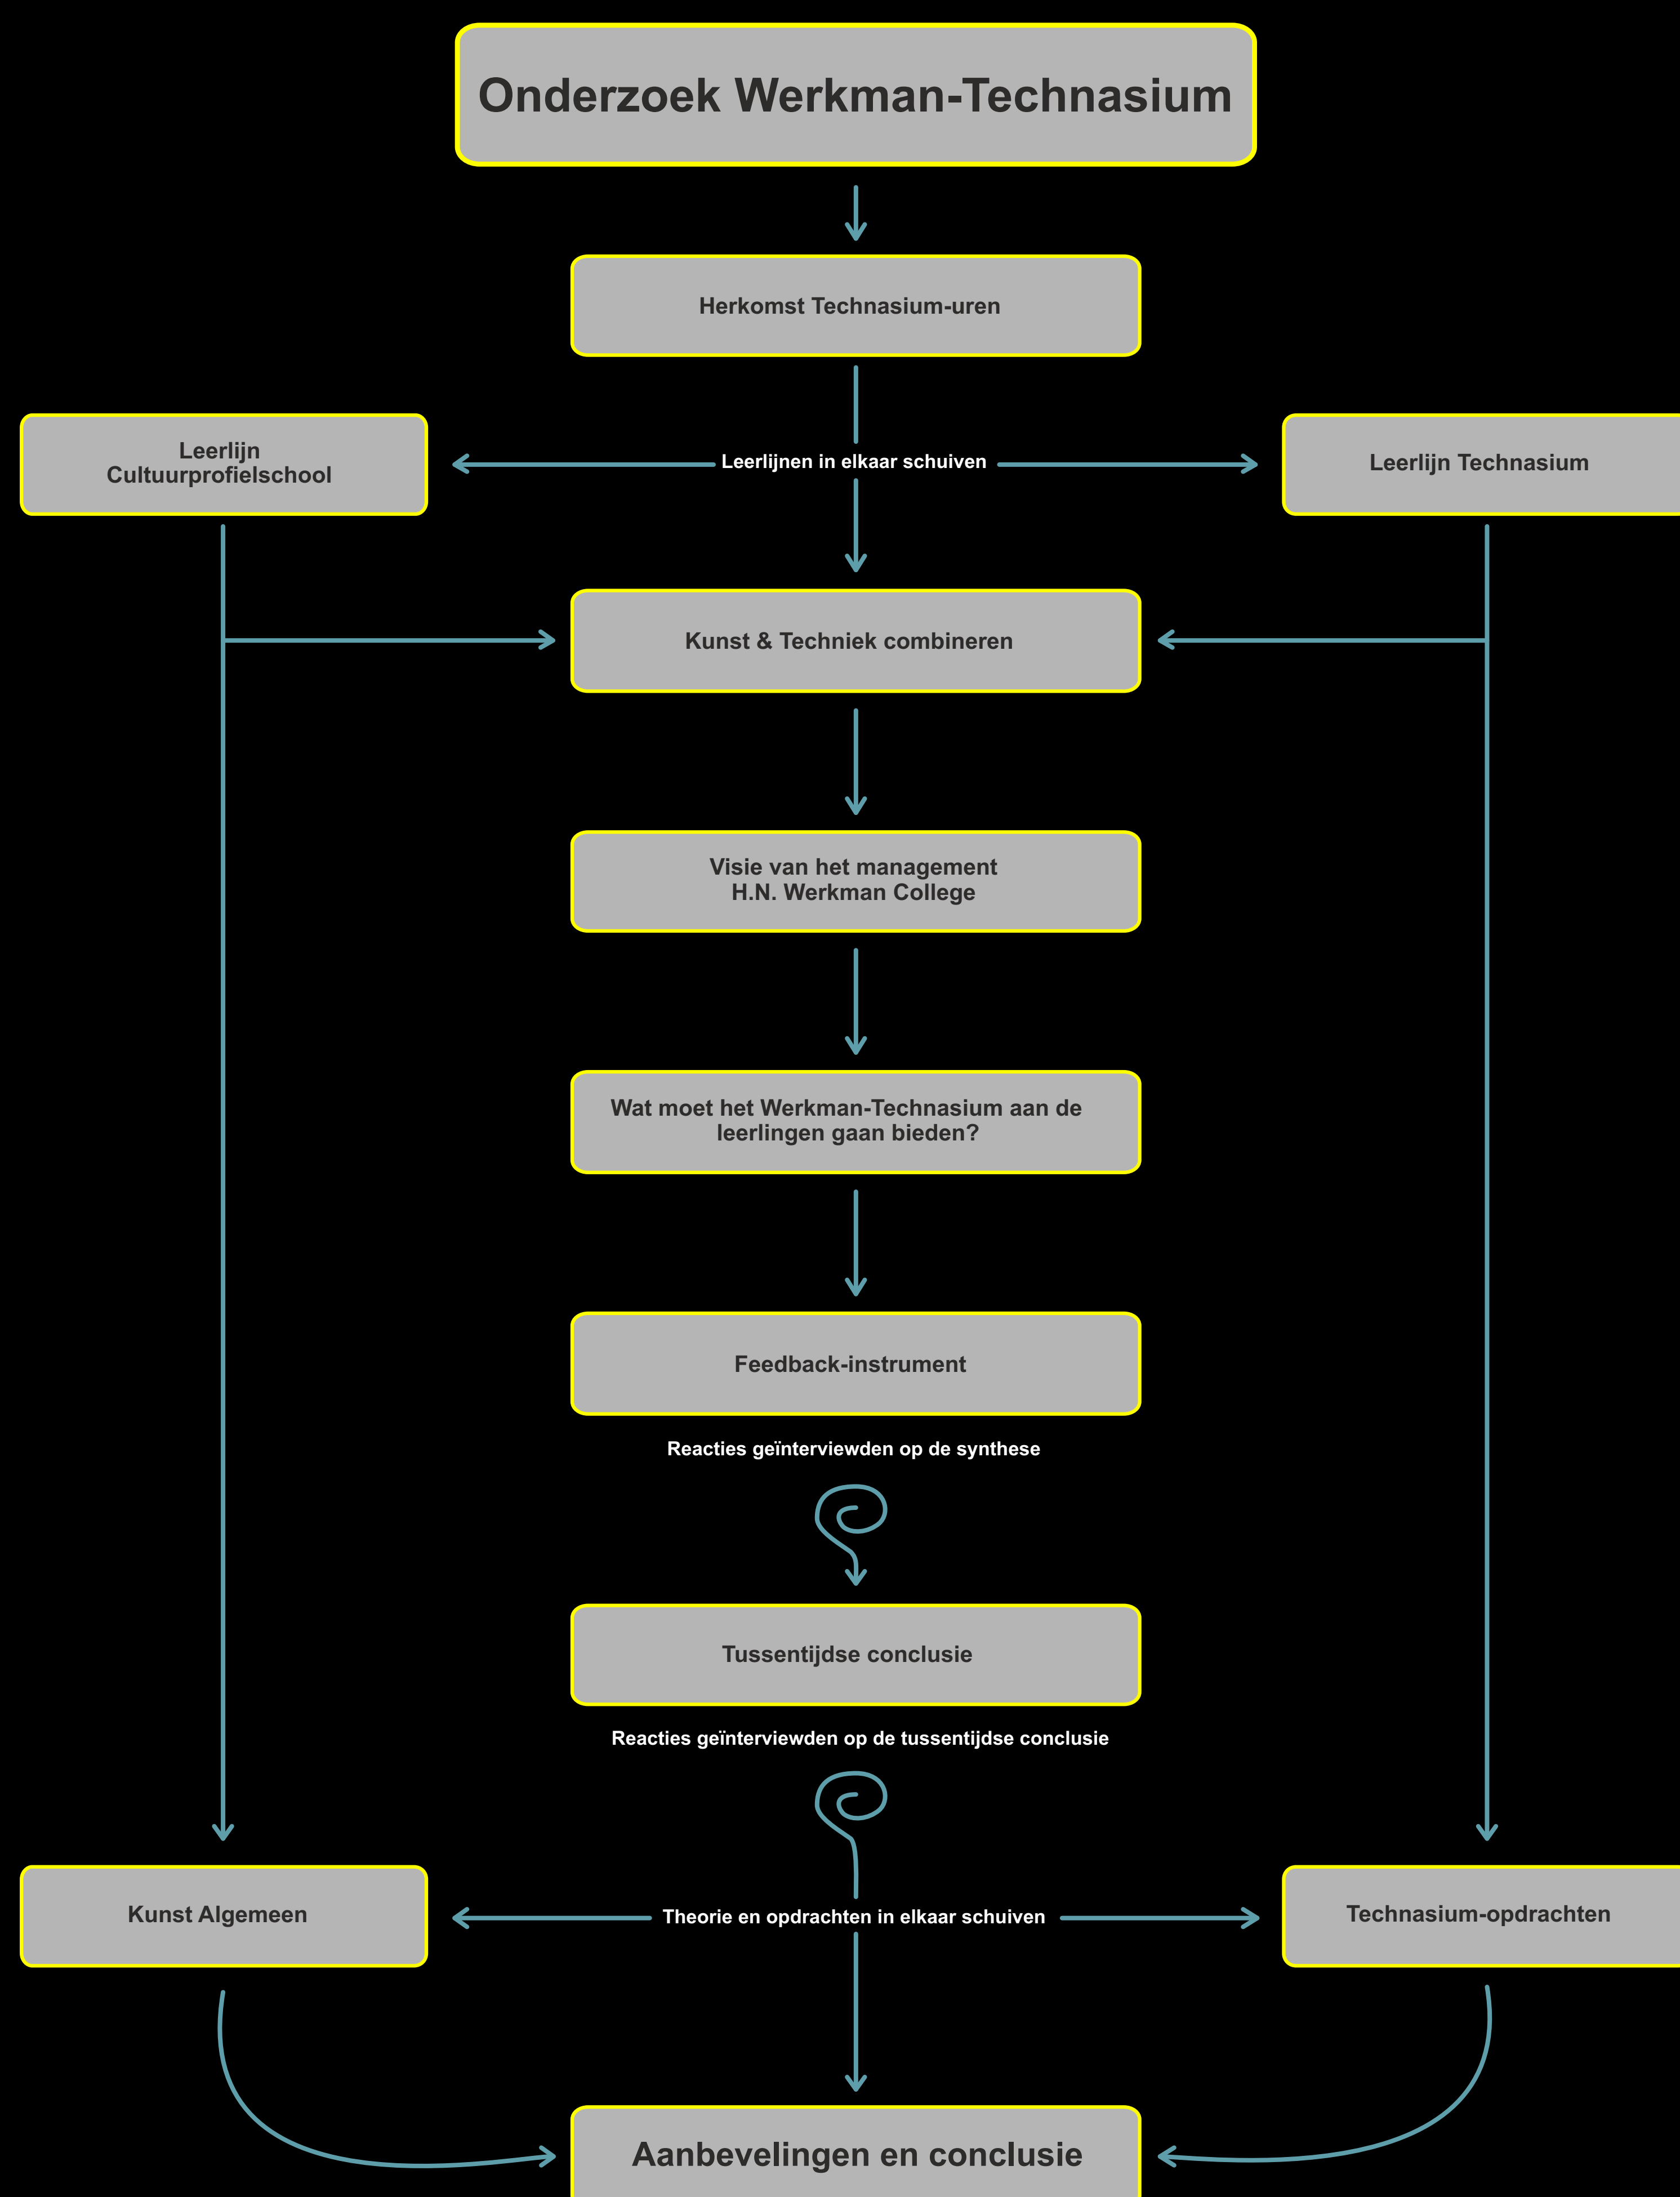 Onderzoek Werkman-Technasium
Herkomst Technasium-uren
Leerlijn
Cultuurprofielschool
Leerlijnen in elkaar schuiven
Leerlijn Technasium
Kunst & Techniek combineren
Visie van het management
H.N. Werkman College
Wat moet het Werkman-Technasium aan de
leerlingen gaan bieden?
Feedback-instrument
Reacties geïnterviewden op de synthese
Tussentijdse conclusie
Reacties geïnterviewden op de tussentijdse conclusie
Kunst Algemeen
Theorie en opdrachten in elkaar schuiven
Technasium-opdrachten
Aanbevelingen en conclusie